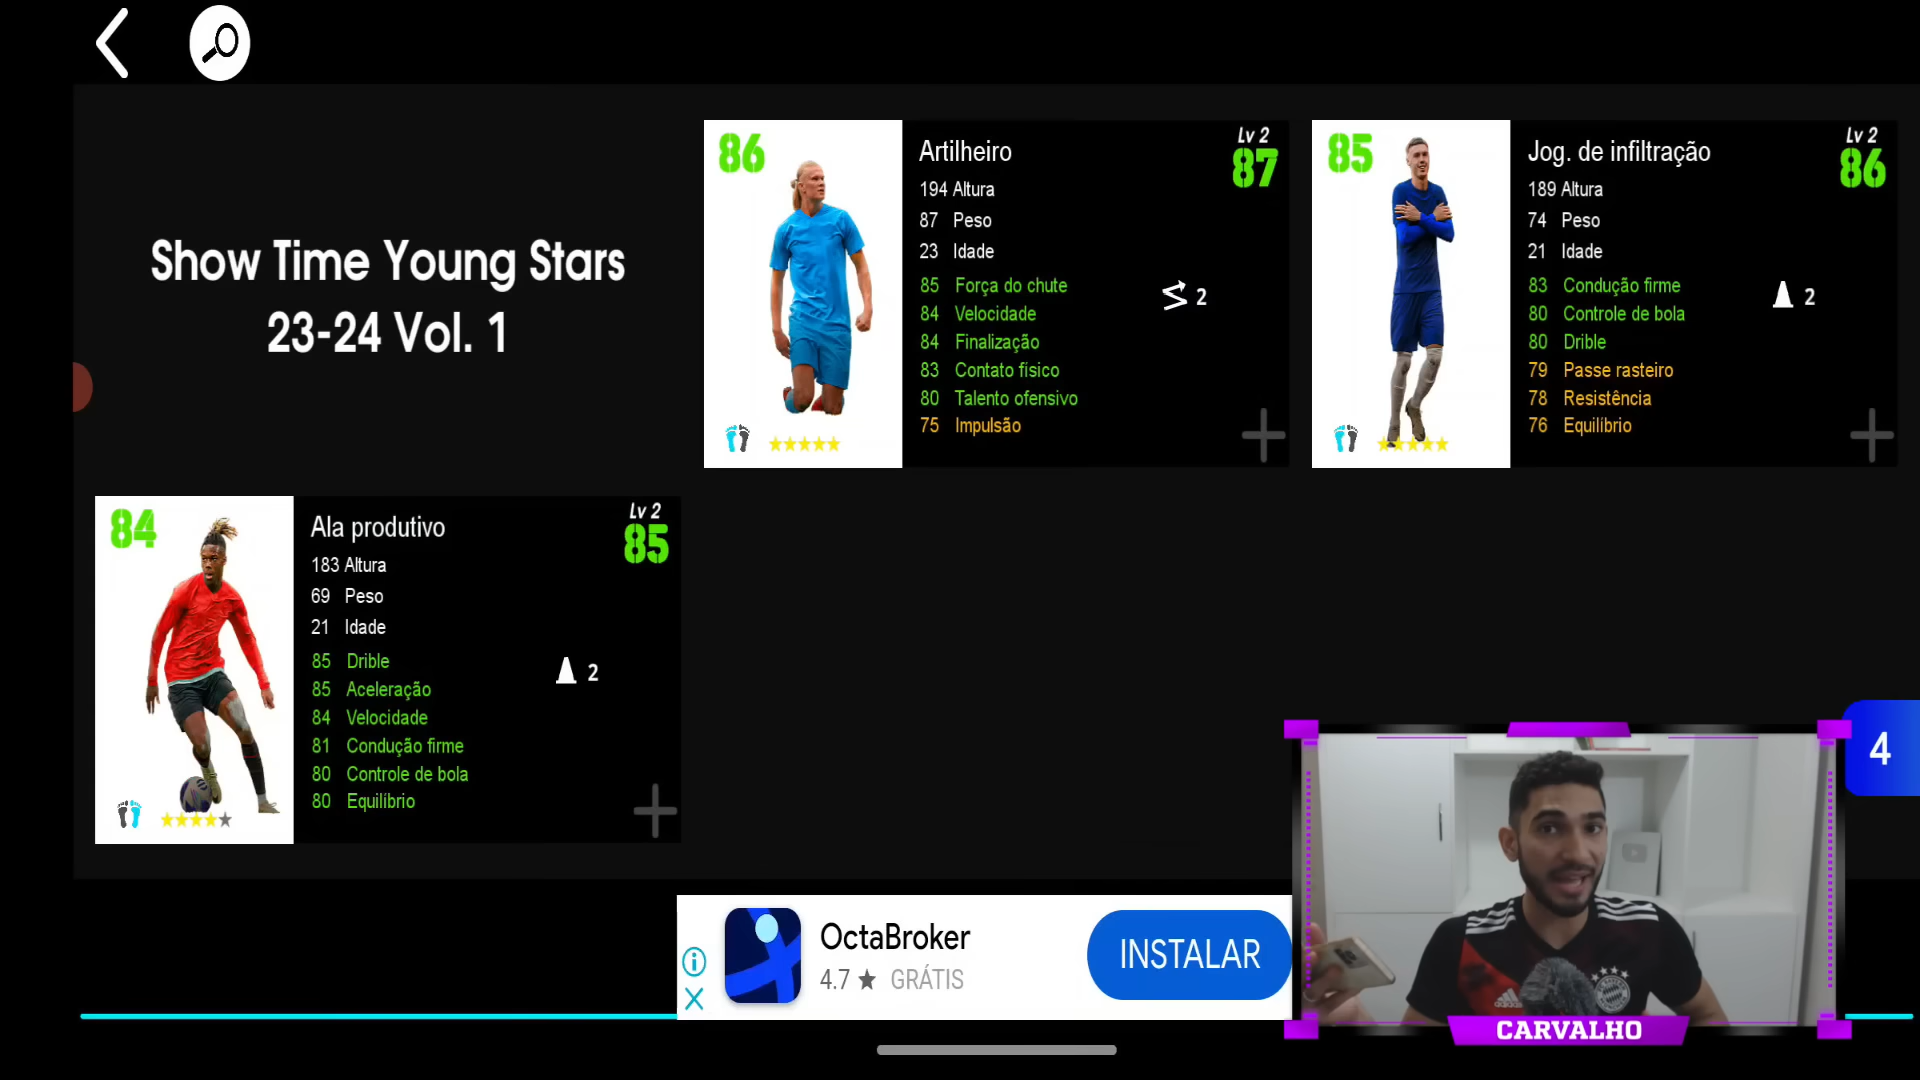 Show Time Young Stars
23-24 Vol. 1
86
Artilheiro
Lv 2
87
194 Altura
87 Peso
23 Idade
85 Força do chute
84 Velocidade
84 Finalização
83 Contato físico
80 Talento ofensivo
75 Impulsão
2
85
Jog. de infiltração
Lv 2
86
189 Altura
74 Peso
21 Idade
83 Condução firme
80 Controle de bola
80 Drible
79 Passe rasteiro
78 Resistência
76 Equilíbrio
2
84
Ala produtivo
Lv 2
85
183 Altura
69 Peso
21 Idade
85 Drible
85 Aceleração
84 Velocidade
81 Condução firme
80 Controle de bola
80 Equilíbrio
2
4
OctaBroker
4.7 ★ GRÁTIS
INSTALAR
adidas
CARVALHO